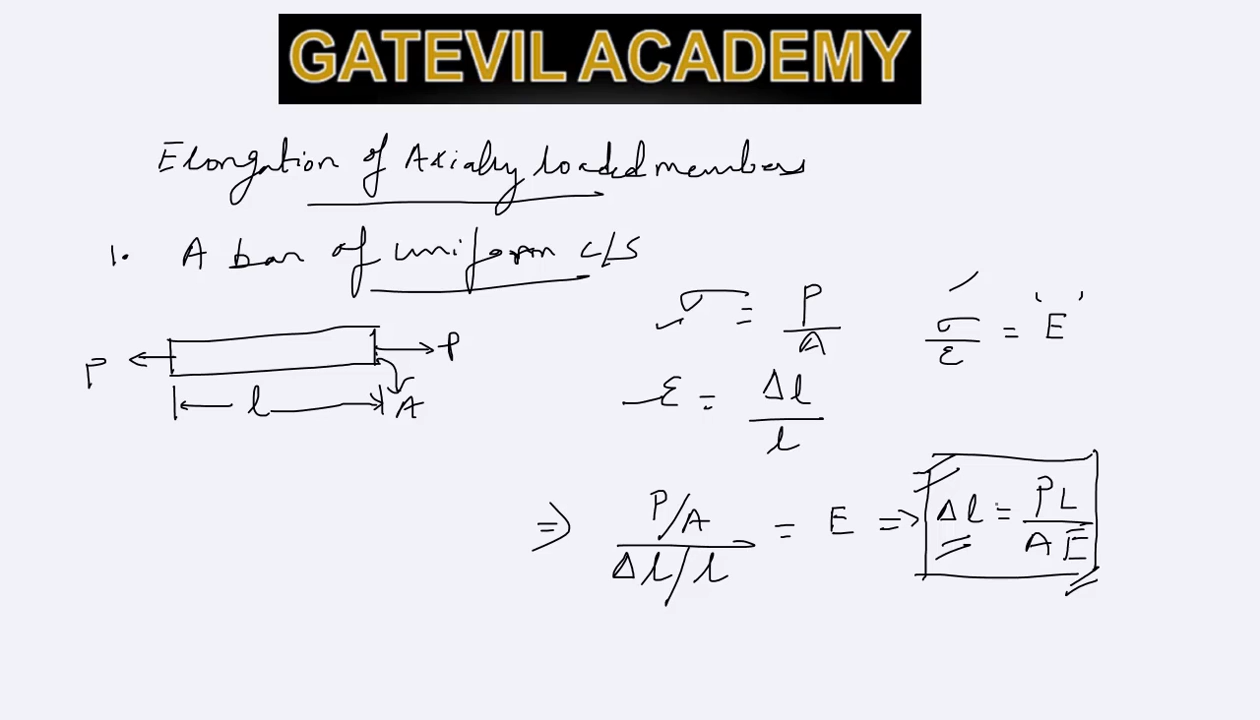 GATEVIL ACADEMY
Elongation of Axially loaded members
1. A bar of uniform c/s
σ = P/A
σ/ε = 'E'
P P
ε = Δl/l
l A
⇒ (P/A)/(Δl/l) = E ⇒ Δl = PL/AE